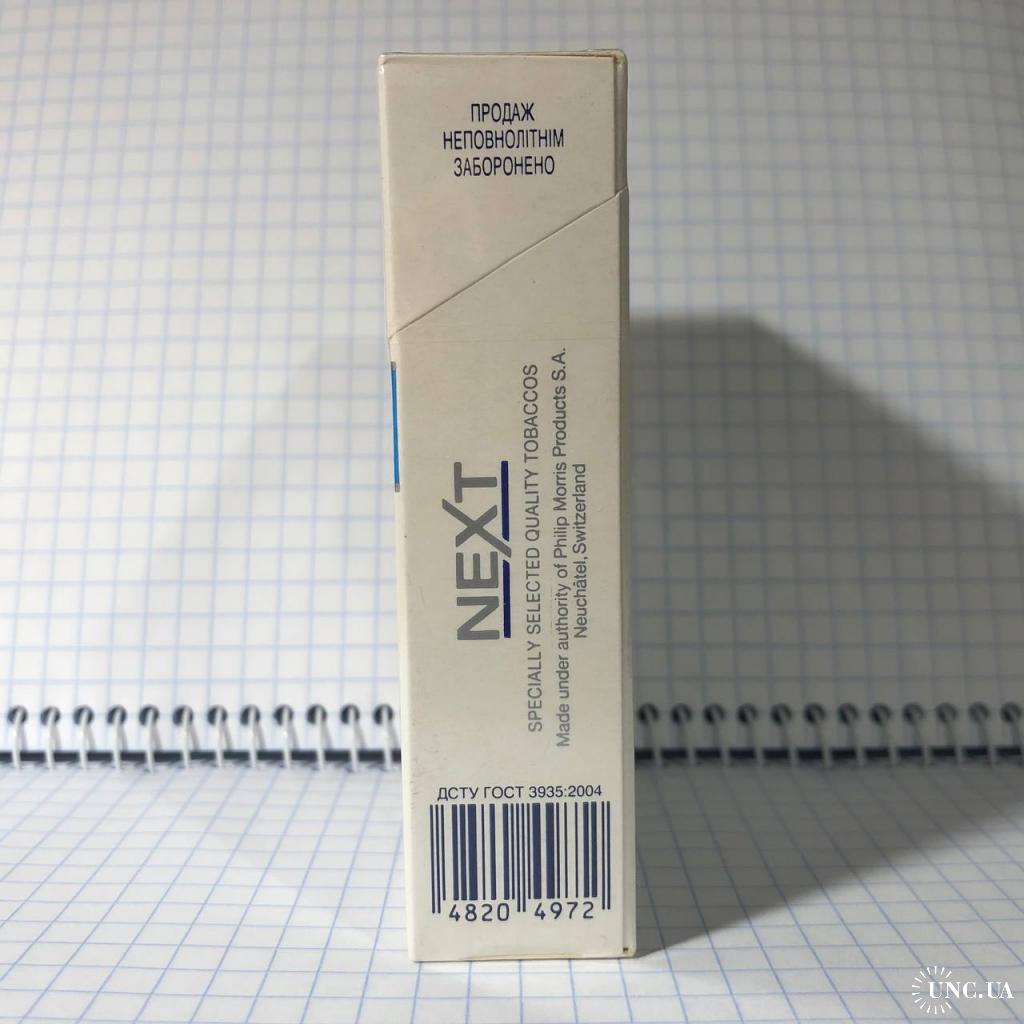 ПРОДАЖ
НЕПОВНОЛІТНІМ
ЗАБОРОНЕНО
NEXT
SPECIALLY SELECTED QUALITY TOBACCOS
Made under authority of Philip Morris Products S.A.
Neuchâtel, Switzerland
ДСТУ ГОСТ 3935:2004
4820 4972
UNC.UA